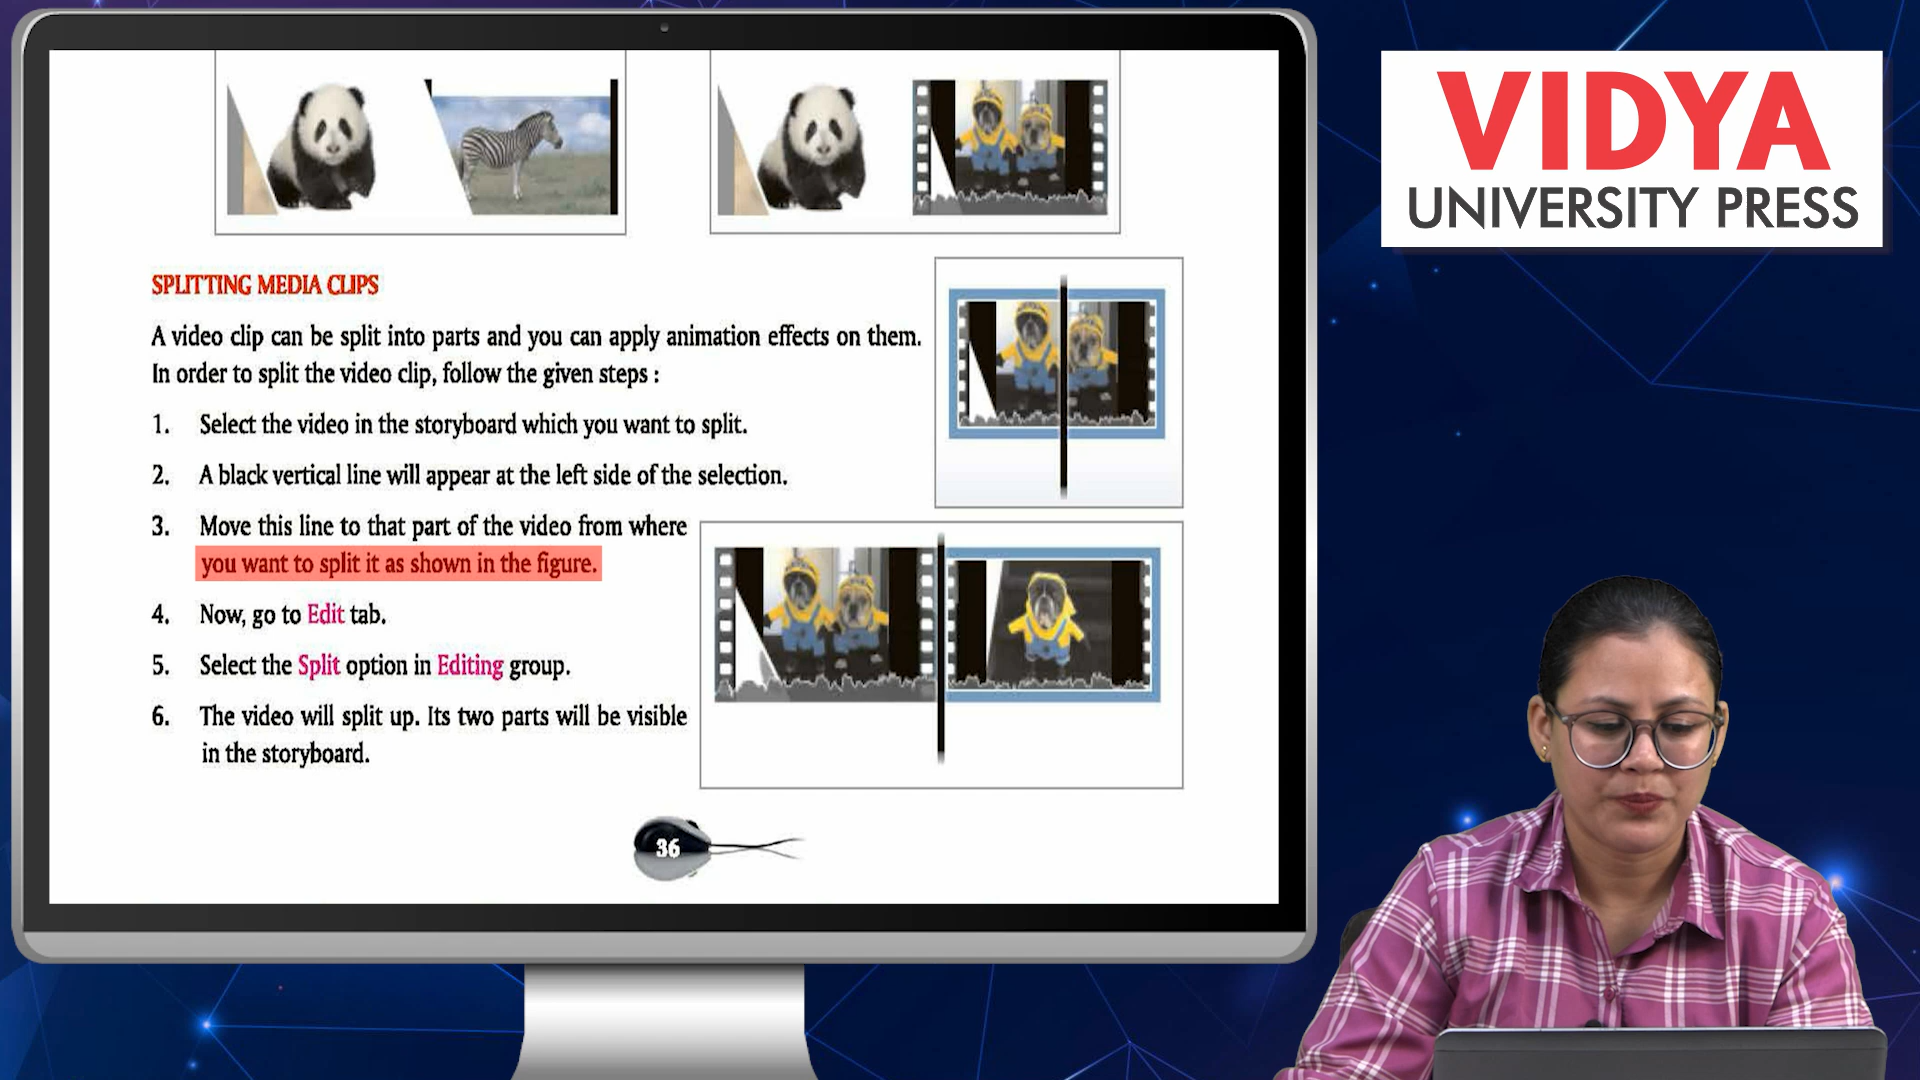 VIDYA
UNIVERSITY PRESS
SPLITTING MEDIA CLIPS
A video clip can be split into parts and you can apply animation effects on them.
In order to split the video clip, follow the given steps :
1. Select the video in the storyboard which you want to split.
2. A black vertical line will appear at the left side of the selection.
3. Move this line to that part of the video from where
you want to split it as shown in the figure.
4. Now, go to Edit tab.
5. Select the Split option in Editing group.
6. The video will split up. Its two parts will be visible
in the storyboard.
36